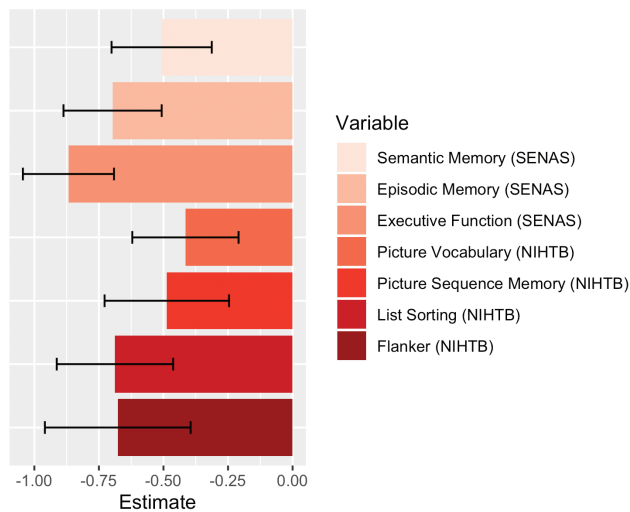 Variable
Semantic Memory (SENAS)
Episodic Memory (SENAS)
Executive Function (SENAS)
Picture Vocabulary (NIHTB)
Picture Sequence Memory (NIHTB)
List Sorting (NIHTB)
Flanker (NIHTB)
-1.00 -0.75 -0.50 -0.25 0.00
Estimate